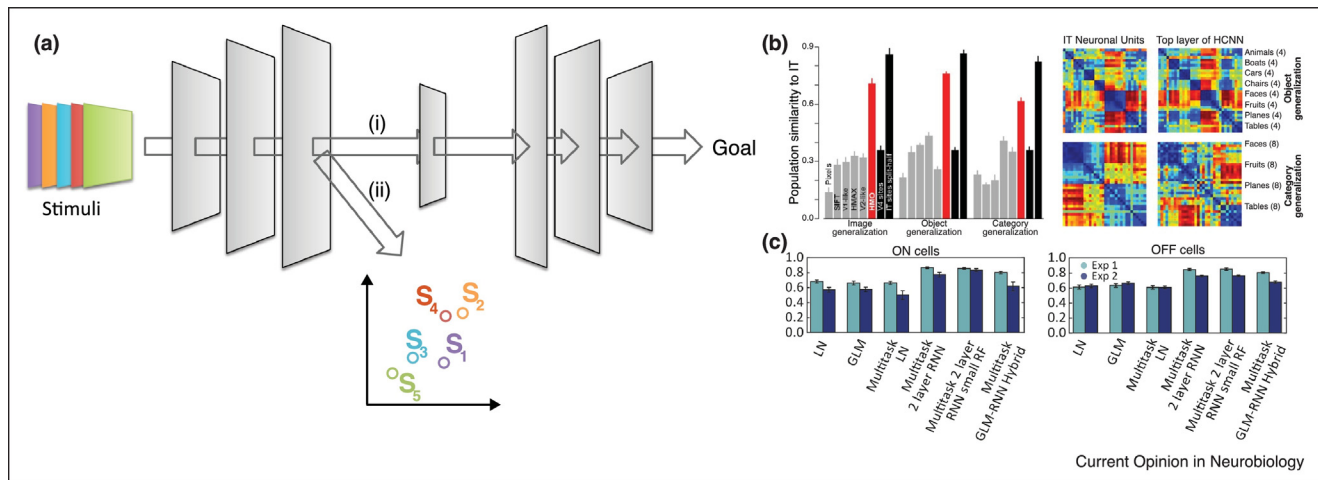 (a)
Stimuli
(i)
(ii)
Goal
S4
S2
S3
S1
S5
(b)
Population similaritty to IT
0.9
0.6
0.3
0.0
Pixels
SIFT
V1-like
HMAX
V2-like
HMO
V4 sites
IT sites split-half
Image generalization
Object generalization
Category generalization
IT Neuronal Units
Top layer of HCNN
Animals (4)
Boats (4)
Cars (4)
Chairs (4)
Faces (4)
Fruits (4)
Planes (4)
Tables (4)
Object generalization
Faces (8)
Fruits (8)
Planes (8)
Tables (8)
Category generalization
(c)
ON cells
1.0
0.8
0.6
0.4
0.2
0.0
LN
GLM
Multitask LN
Multitask 2 layer RNN
Multitask 2 layer RNN small RF
Multitask GLM-RNN Hybrid
OFF cells
1.0
0.8
0.6
0.4
0.2
0.0
Exp 1
Exp 2
LN
GLM
Multitask LN
Multitask 2 layer RNN
Multitask 2 layer RNN small RF
Multitask GLM-RNN Hybrid
Current Opinion in Neurobiology